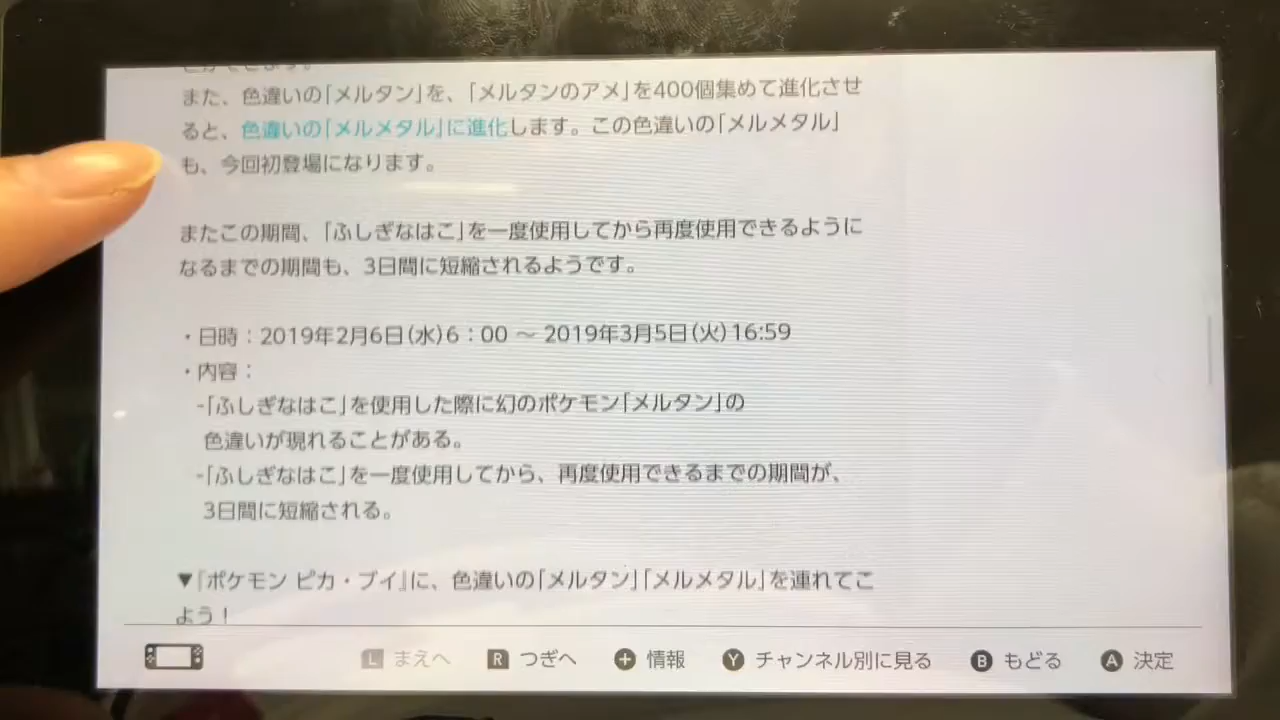 また、色違いの「メルタン」を、「メルタンのアメ」を400個集めて進化させ
ると、色違いの「メルメタル」に進化します。この色違いの「メルメタル」
も、今回初登場になります。
またこの期間、「ふしぎなはこ」を一度使用してから再度使用できるように
なるまでの期間も、3日間に短縮されるようです。
・日時：2019年2月6日(水)6：00 ～ 2019年3月5日(火)16:59
・内容：
-「ふしぎなはこ」を使用した際に幻のポケモン「メルタン」の
色違いが現れることがある。
-「ふしぎなはこ」を一度使用してから、再度使用できるまでの期間が、
3日間に短縮される。
▼『ポケモン ピカ・ブイ』に、色違いの「メルタン」「メルメタル」を連れてこ
よう！
L まえへ R つぎへ + 情報 Y チャンネル別に見る B もどる A 決定